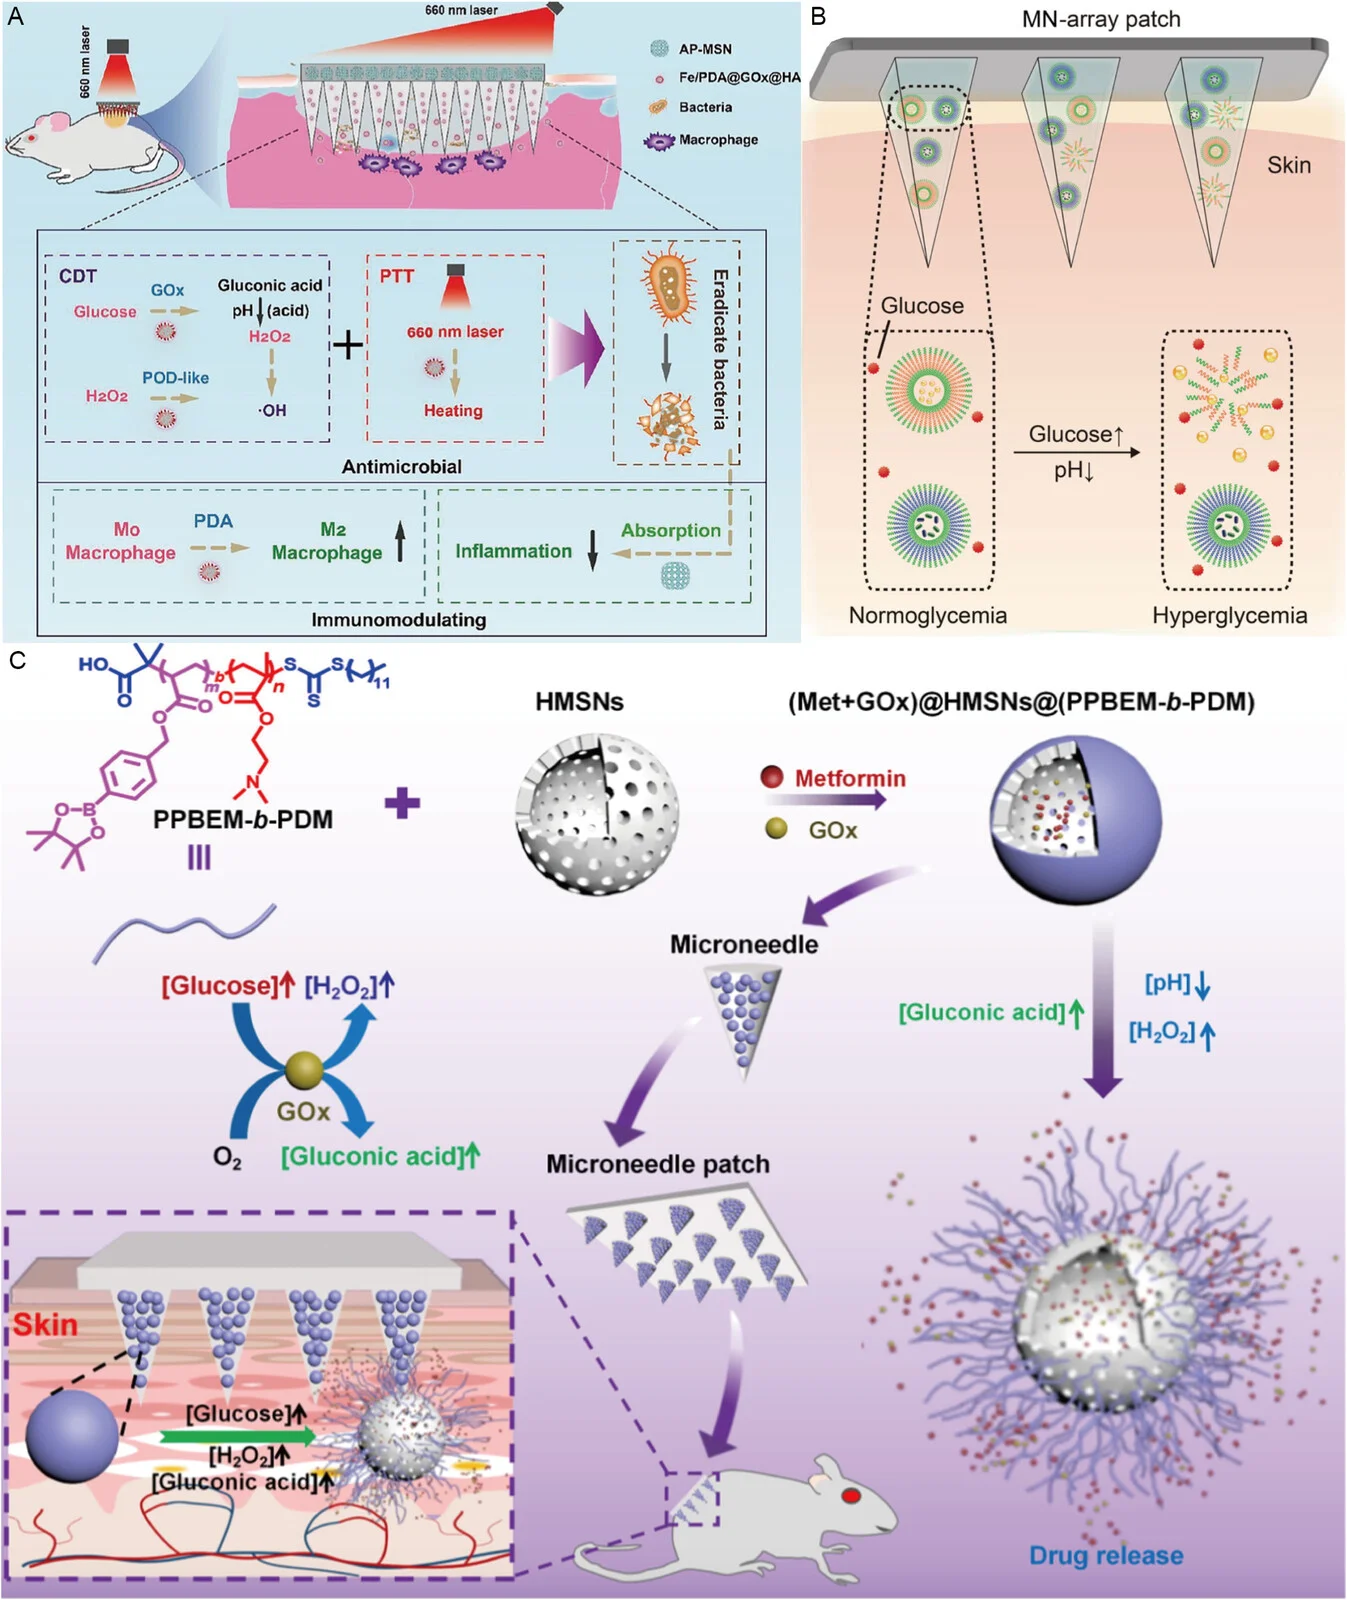 A
660 nm laser
660 nm laser
AP-MSN
Fe/PDA@GOx@HA
Bacteria
Macrophage
CDT
GOx
Glucose
Gluconic acid
pH↓(acid)
H2O2
POD-like
H2O2
·OH
+
PTT
660 nm laser
Heating
Eradicate bacteria
Antimicrobial
M0
Macrophage
PDA
M2
Macrophage
Inflammation
Absorption
Immunomodulating
B
MN-array patch
Skin
Glucose
Glucose↑
pH↓
Normoglycemia
Hyperglycemia
C
HO
O
O
O
m
b
O
O
n
S
S
S
11
N
O
B
O
PPBEM-b-PDM
+
HMSNs
(Met+GOx)@HMSNs@(PPBEM-b-PDM)
Metformin
GOx
Microneedle
[Glucose]↑ [H2O2]↑
GOx
O2
[Gluconic acid]↑
[Gluconic acid]↑
[pH]↓
[H2O2]↑
Microneedle patch
Skin
[Glucose]↑
[H2O2]↑
[Gluconic acid]↑
Drug release